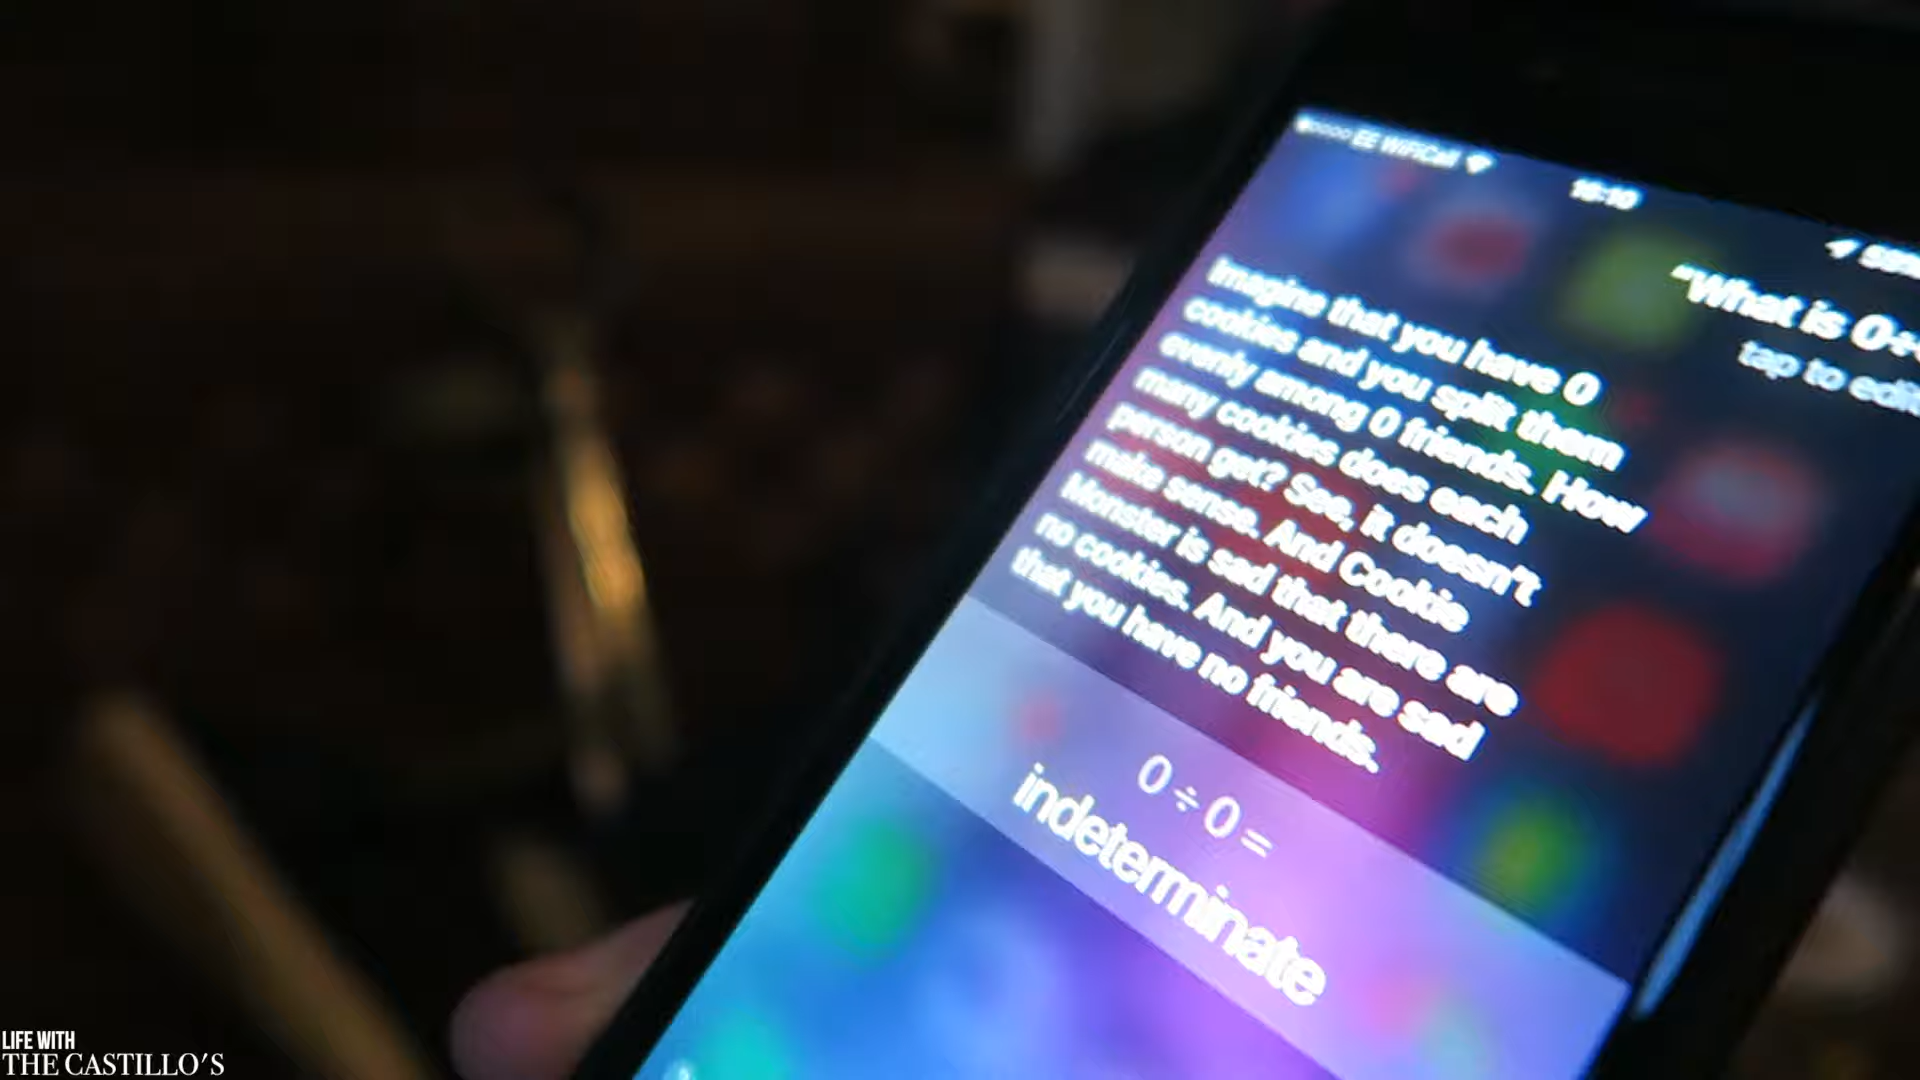 EE WiFiCall
"What is 0÷
tap to edit
Imagine that you have 0
cookies and you split them
evenly among 0 friends. How
many cookies does each
person get? See, it doesn't
make sense. And Cookie
Monster is sad that there are
no cookies. And you are sad
that you have no friends.
0 ÷ 0 =
indeterminate
LIFE WITH
THE CASTILLO'S